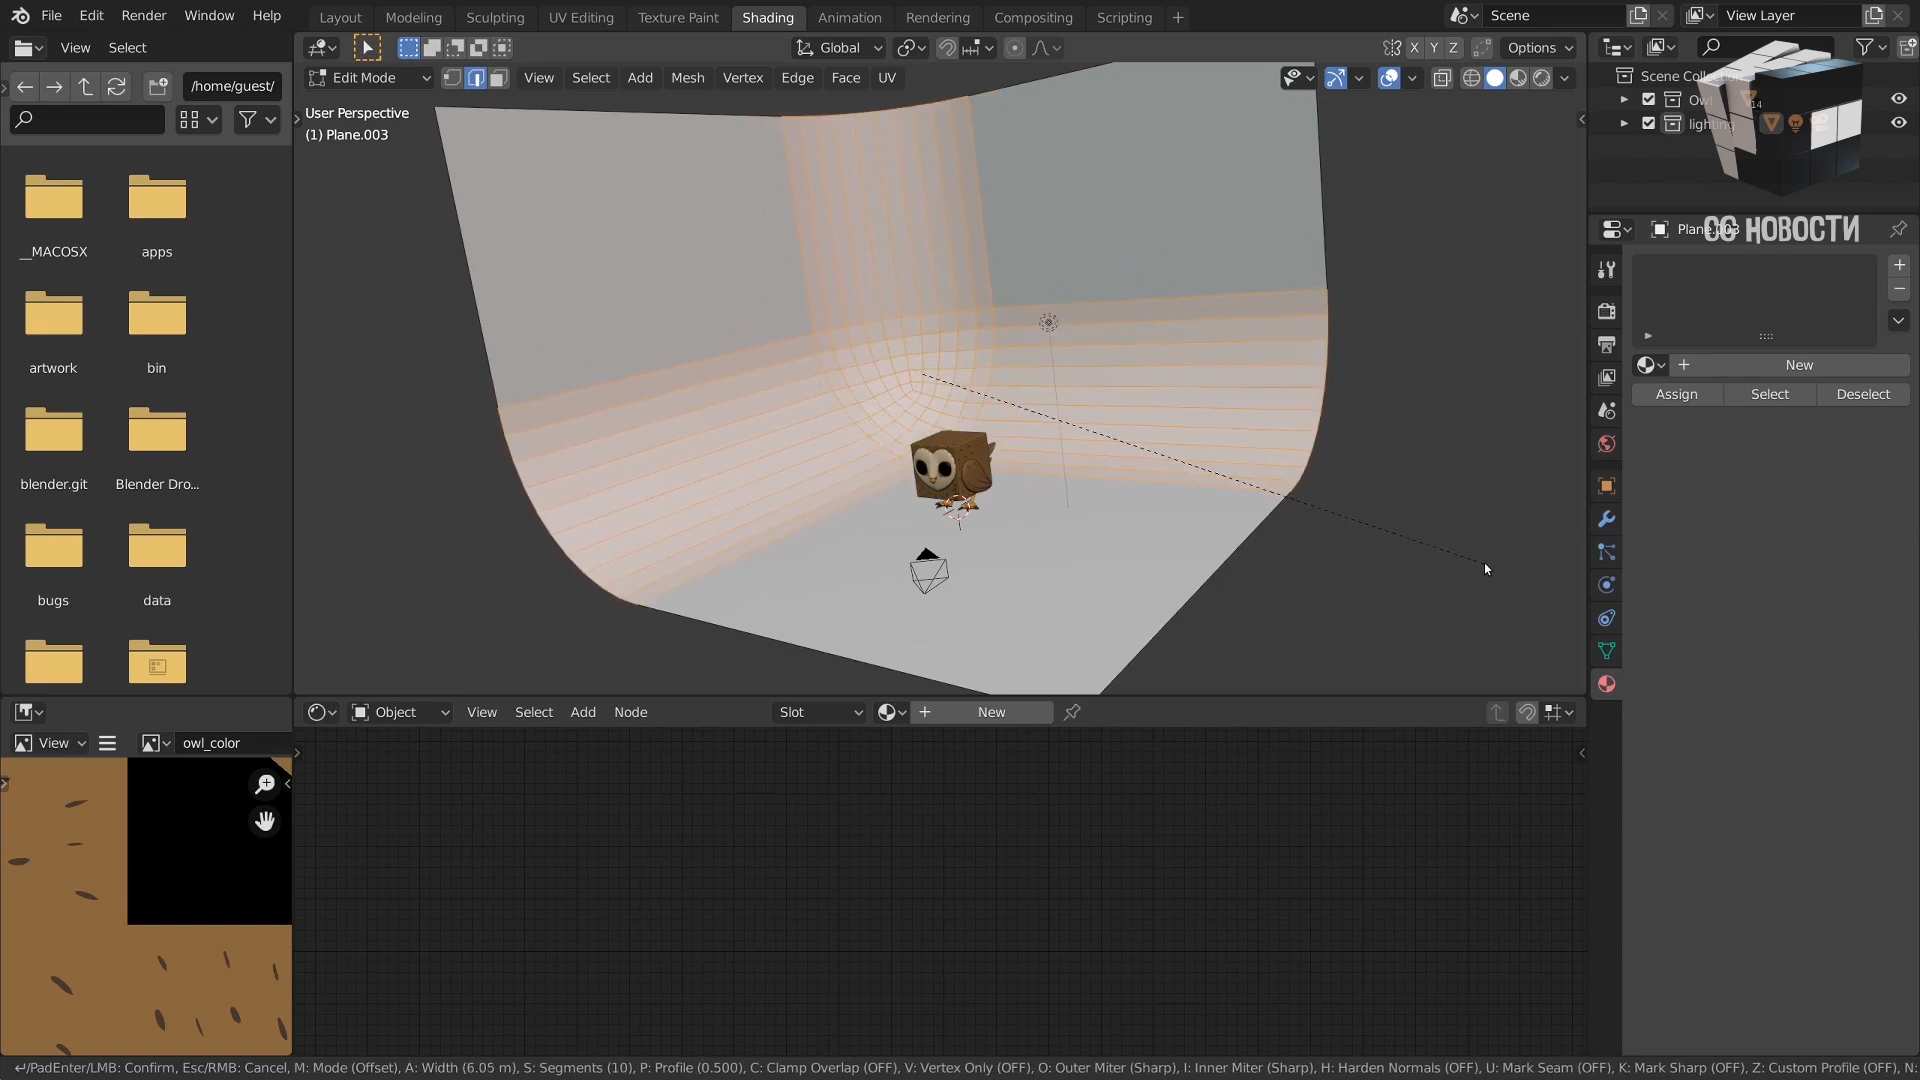 File Edit Render Window Help
Layout Modeling Sculpting UV Editing Texture Paint Shading Animation Rendering Compositing Scripting +
Scene
View Layer
View Select
Global
X Y Z
Options
/home/guest/
Edit Mode
View Select Add Mesh Vertex Edge Face UV
User Perspective
(1) Plane.003
Scene Collection
Owl
14
lighting
CG НОВОСТИ
Plane.003
__MACOSX
apps
artwork
bin
blender.git
Blender Dro...
bugs
data
New
Assign Select Deselect
Object View Select Add Node
Slot
New
View
owl_color
/PadEnter/LMB: Confirm, Esc/RMB: Cancel, M: Mode (Offset), A: Width (6.05 m), S: Segments (10), P: Profile (0.500), C: Clamp Overlap (OFF), V: Vertex Only (OFF), O: Outer Miter (Sharp), I: Inner Miter (Sharp), H: Harden Normals (OFF), U: Mark Seam (OFF), K: Mark Sharp (OFF), Z: Custom Profile (OFF), N: